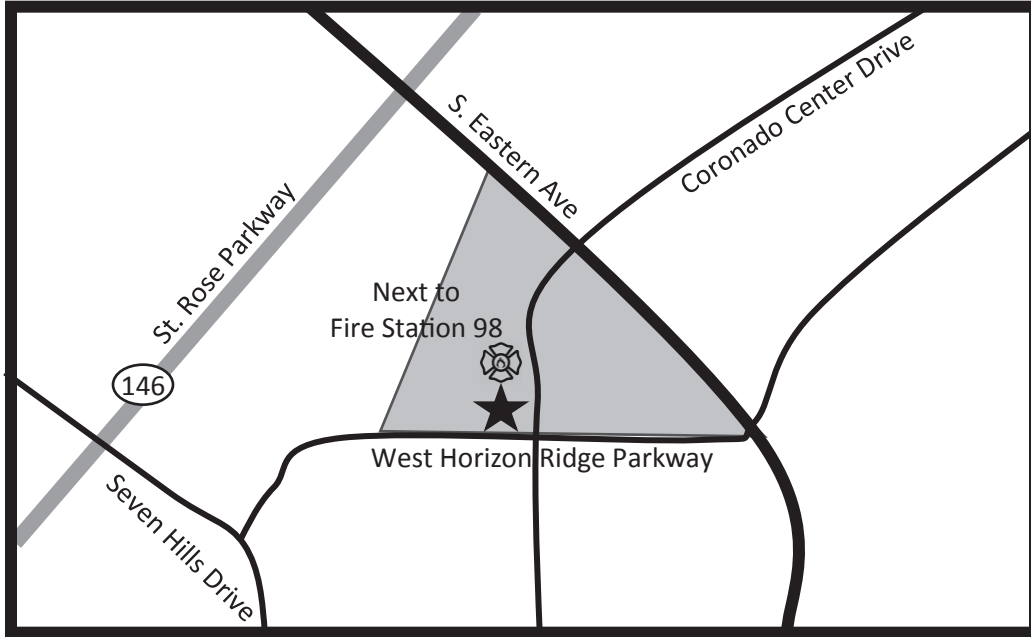 S. Eastern Ave
Coronado Center Drive
St. Rose Parkway
Next to
Fire Station 98
146
West Horizon Ridge Parkway
Seven Hills Drive